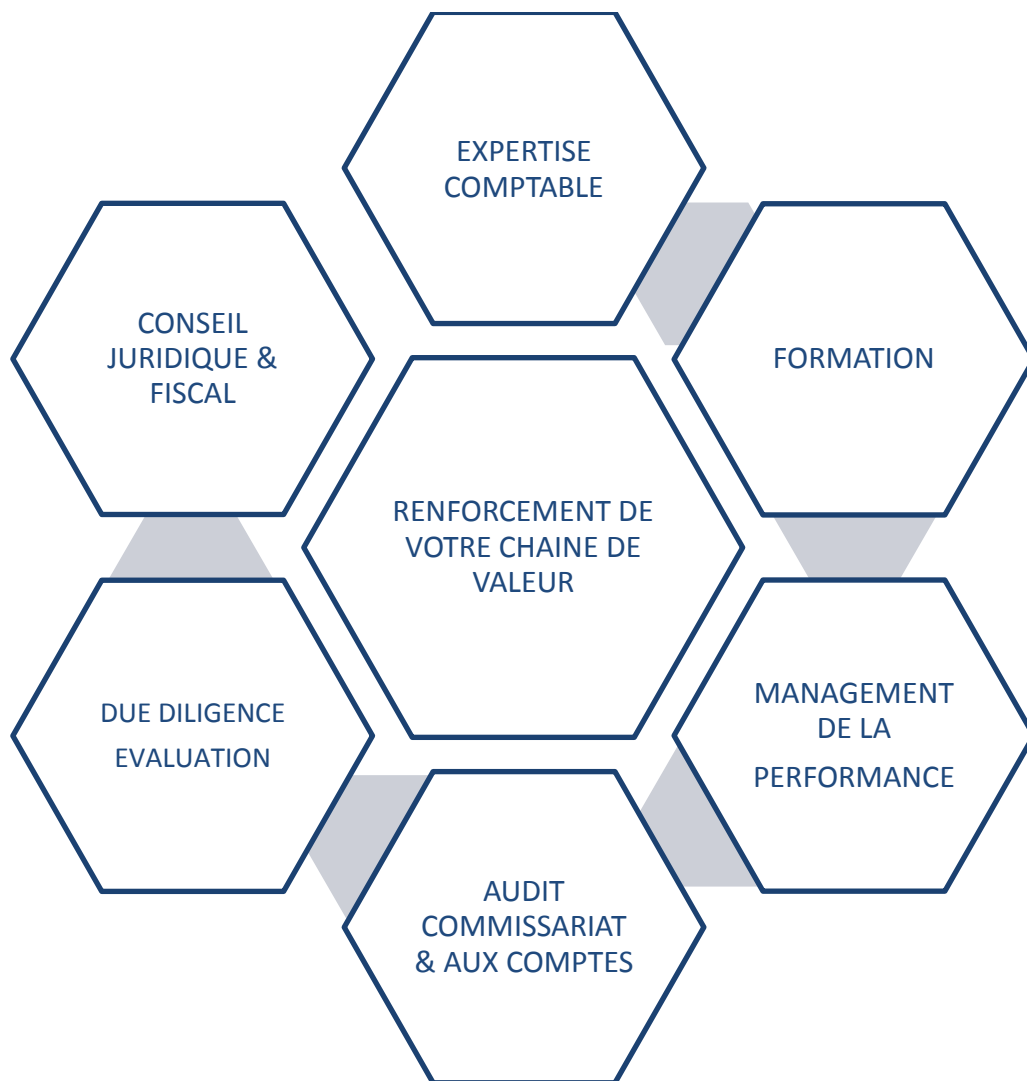 EXPERTISE
COMPTABLE
CONSEIL
JURIDIQUE &
FISCAL
FORMATION
RENFORCEMENT DE
VOTRE CHAINE DE
VALEUR
DUE DILIGENCE
EVALUATION
MANAGEMENT
DE LA
PERFORMANCE
AUDIT
COMMISSARIAT
& AUX COMPTES